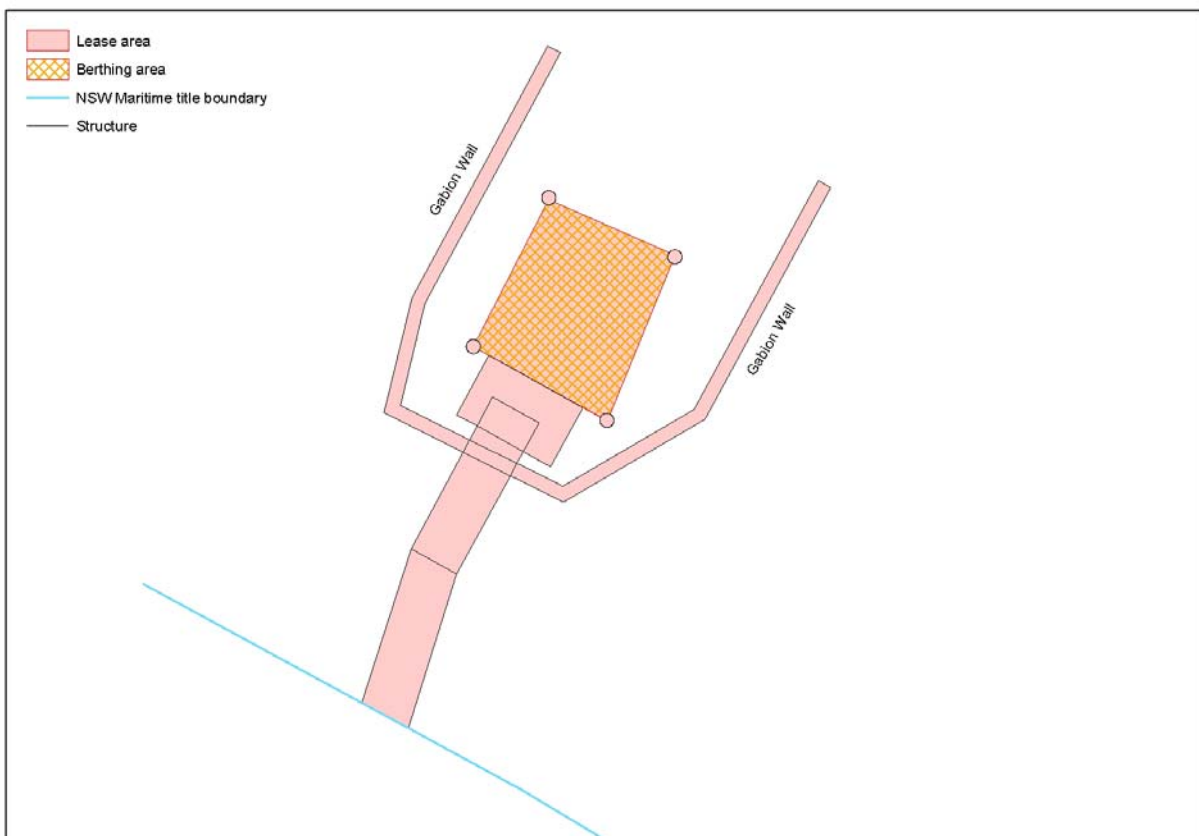 Lease area
Berthing area
NSW Maritime title boundary
Structure
Gabion Wall
Gabion Wall